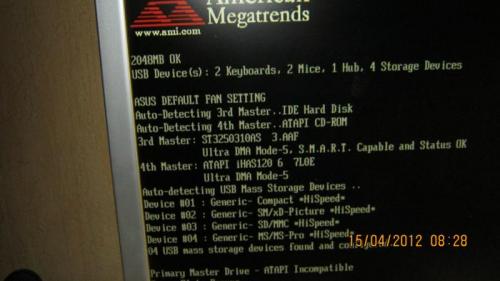 American
Megatrends
www.ami.com
2048MB OK
USB Device(s): 2 Keyboards, 2 Mice, 1 Hub, 4 Storage Devices
ASUS DEFAULT FAN SETTING
Auto-Detecting 3rd Master..IDE Hard Disk
Auto-Detecting 4th Master..ATAPI CD-ROM
3rd Master: ST3250310AS 3.AAF
Ultra DMA Mode-5, S.M.A.R.T. Capable and Status OK
4th Master: ATAPI iHAS120 6 7L0E
Ultra DMA Mode-5
Auto-detecting USB Mass Storage Devices ..
Device #01 : Generic- Compact *HiSpeed*
Device #02 : Generic- SM/xD-Picture *HiSpeed*
Device #03 : Generic- SD/MMC *HiSpeed*
Device #04 : Generic- MS/MS-Pro *HiSpeed*
04 USB mass storage devices found and
15/04/2012 08:28
Primary Master Drive - ATAPI Incompatible